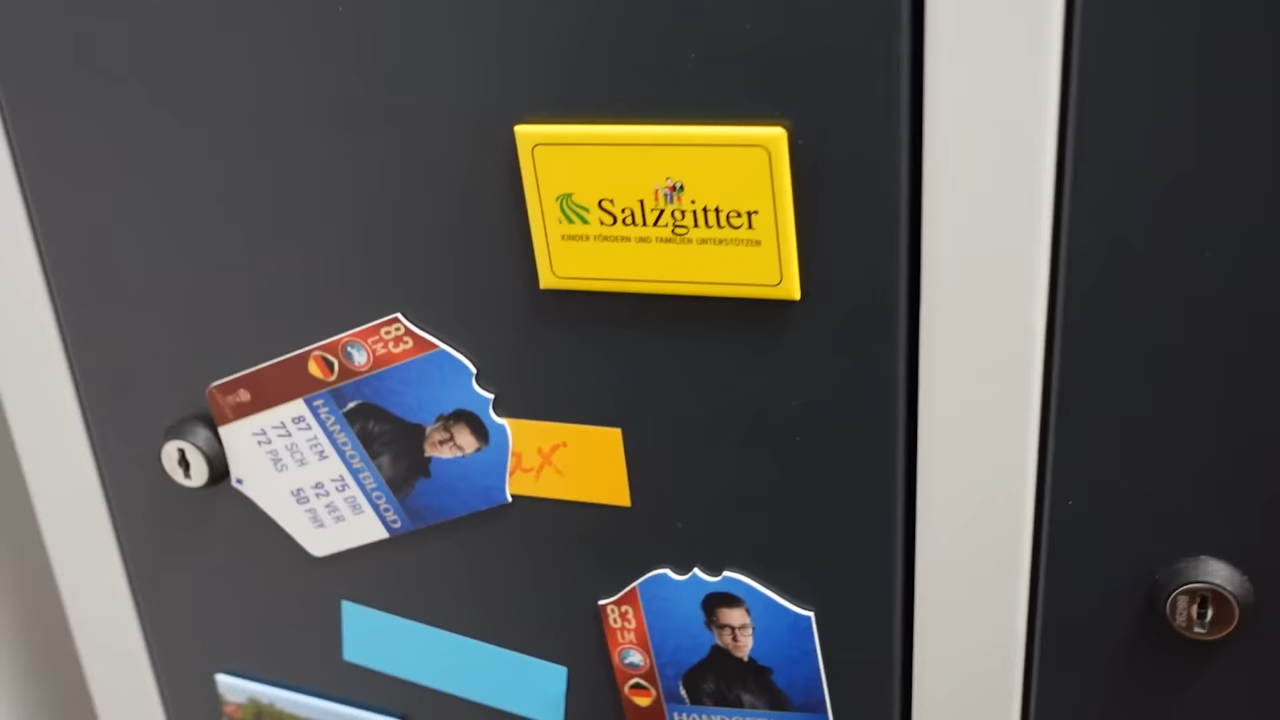 Salzgitter
KINDER FÖRDERN UND FAMILIEN UNTERSTÜTZEN
83
LM
HANDOFBLOOD
87 TEM 75 DRI
77 SCH 92 VER
72 PAS 50 PHY
ax
83
LM